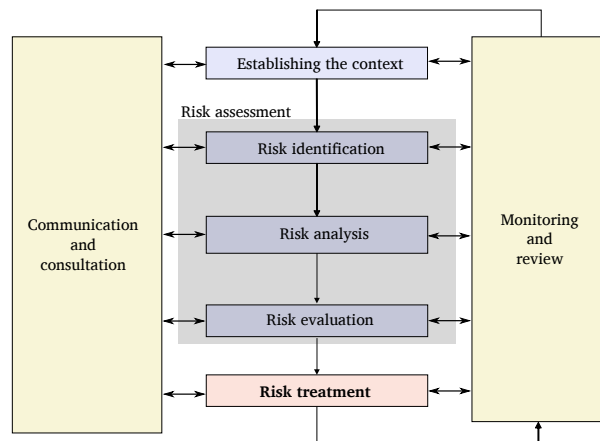 Establishing the context
Risk assessment
Risk identification
Communication
and
consultation
Risk analysis
Monitoring
and
review
Risk evaluation
Risk treatment